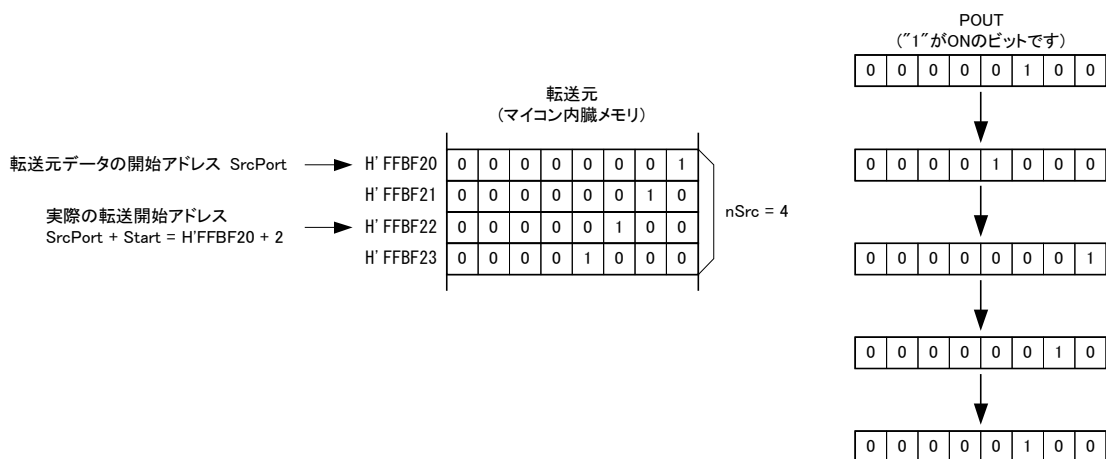 POUT
("1"がONのビットです)
0 0 0 0 0 1 0 0
転送元
(マイコン内臓メモリ)
転送元データの開始アドレス SrcPort
H'FFBF20 0 0 0 0 0 0 0 1
H'FFBF21 0 0 0 0 0 0 1 0
実際の転送開始アドレス
SrcPort + Start = H'FFBF20 + 2
H'FFBF22 0 0 0 0 0 1 0 0
H'FFBF23 0 0 0 0 1 0 0 0
nSrc = 4
0 0 0 0 1 0 0 0
0 0 0 0 0 0 0 1
0 0 0 0 0 0 1 0
0 0 0 0 0 1 0 0